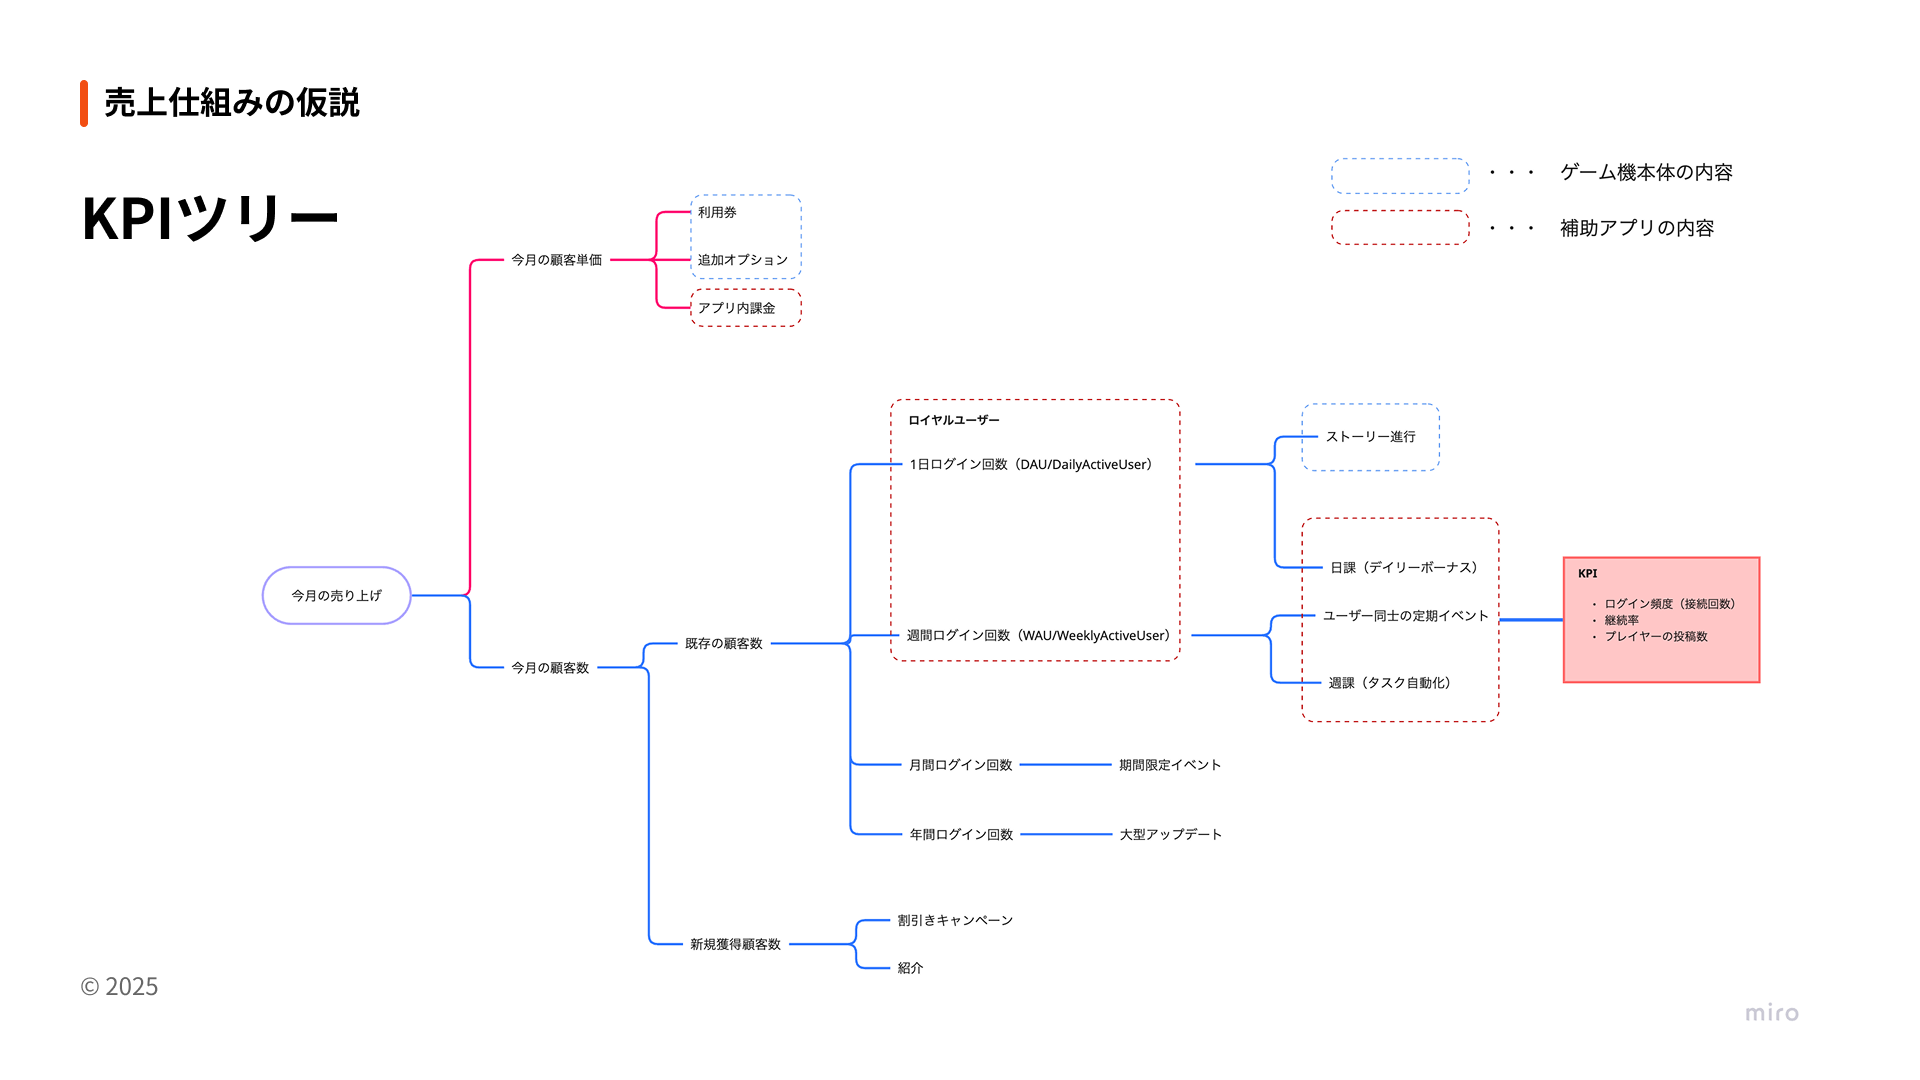 売上仕組みの仮説
KPIツリー
・・・ ゲーム機本体の内容
・・・ 補助アプリの内容
利用券
今月の顧客単価
追加オプション
アプリ内課金
ロイヤルユーザー
1日ログイン回数（DAU/DailyActiveUser）
ストーリー進行
日課（デイリーボーナス）
今月の売り上げ
既存の顧客数
週間ログイン回数（WAU/WeeklyActiveUser）
ユーザー同士の定期イベント
週課（タスク自動化）
KPI
・ ログイン頻度（接続回数）
・ 継続率
・ プレイヤーの投稿数
今月の顧客数
月間ログイン回数
期間限定イベント
年間ログイン回数
大型アップデート
新規獲得顧客数
割引きキャンペーン
紹介
© 2025
miro